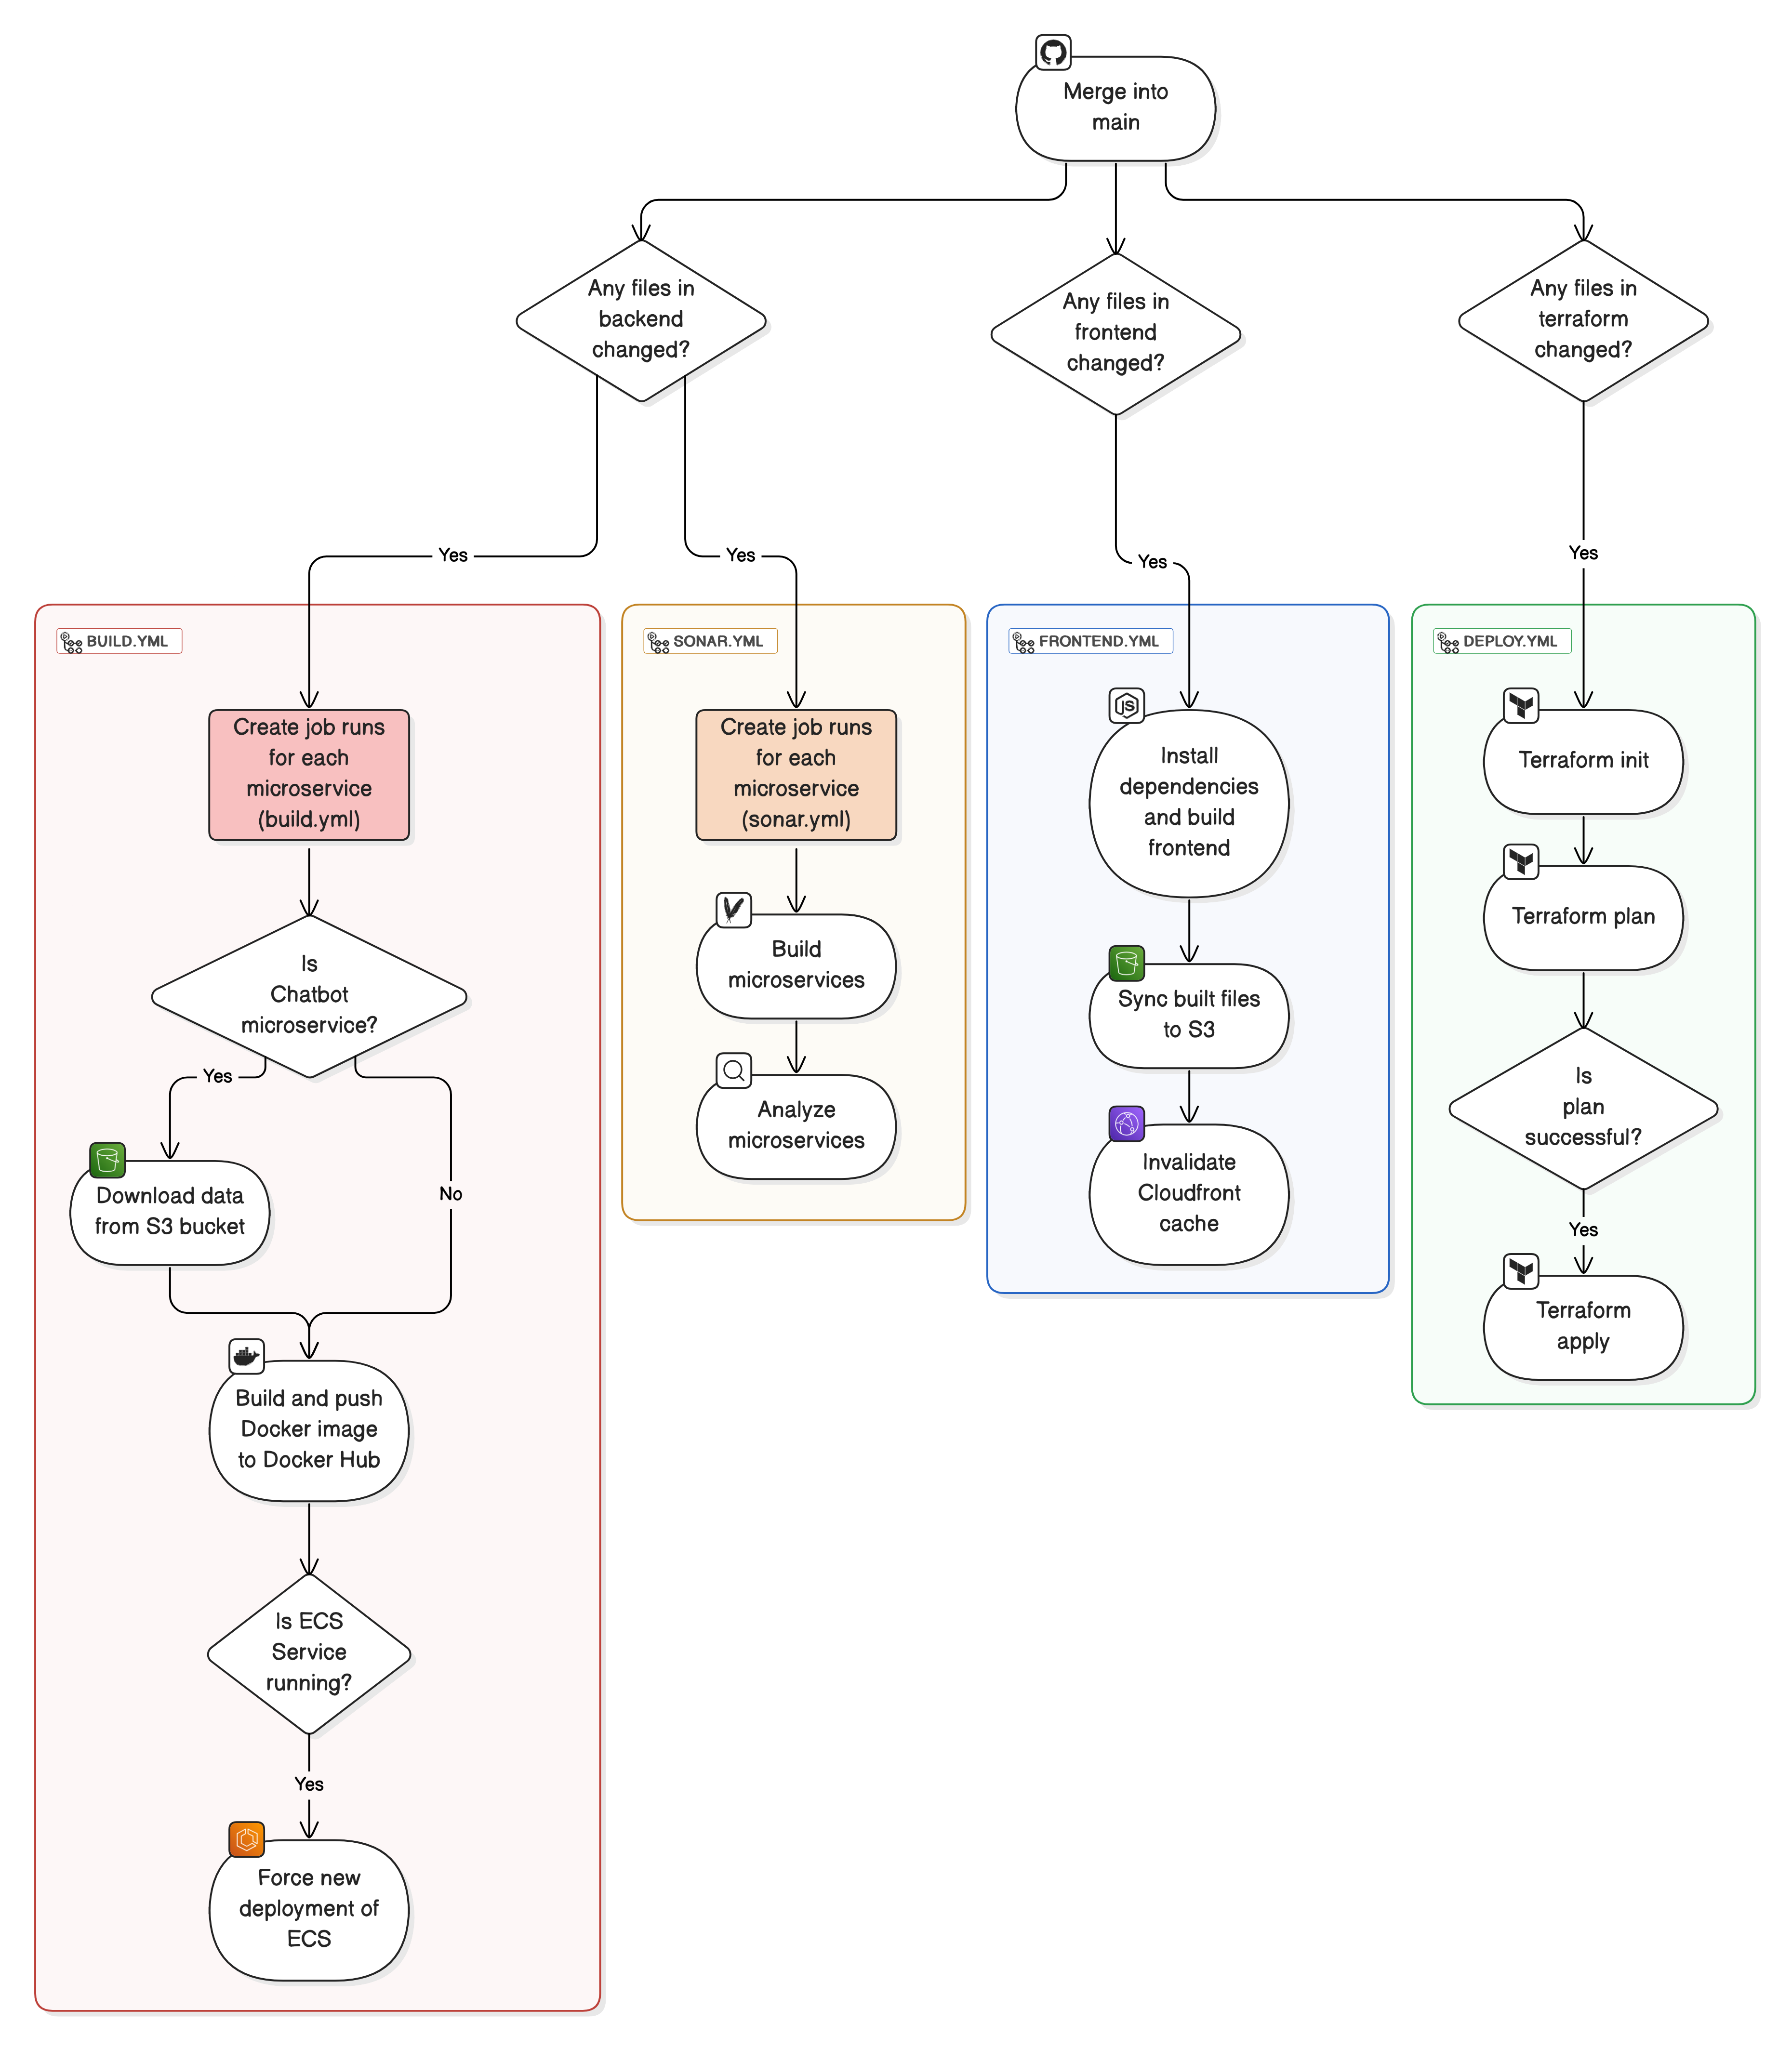 Merge into
main
Any files in
backend
changed?
Any files in
frontend
changed?
Any files in
terraform
changed?
Yes
Yes
Yes
Yes
BUILD.YML
Create job runs
for each
microservice
(build.yml)
Is
Chatbot
microservice?
Yes
No
Download data
from S3 bucket
Build and push
Docker image
to Docker Hub
Is ECS
Service
running?
Yes
Force new
deployment of
ECS
SONAR.YML
Create job runs
for each
microservice
(sonar.yml)
Build
microservices
Analyze
microservices
FRONTEND.YML
JS
Install
dependencies
and build
frontend
Sync built files
to S3
Invalidate
Cloudfront
cache
DEPLOY.YML
Terraform init
Terraform plan
Is
plan
successful?
Yes
Terraform
apply